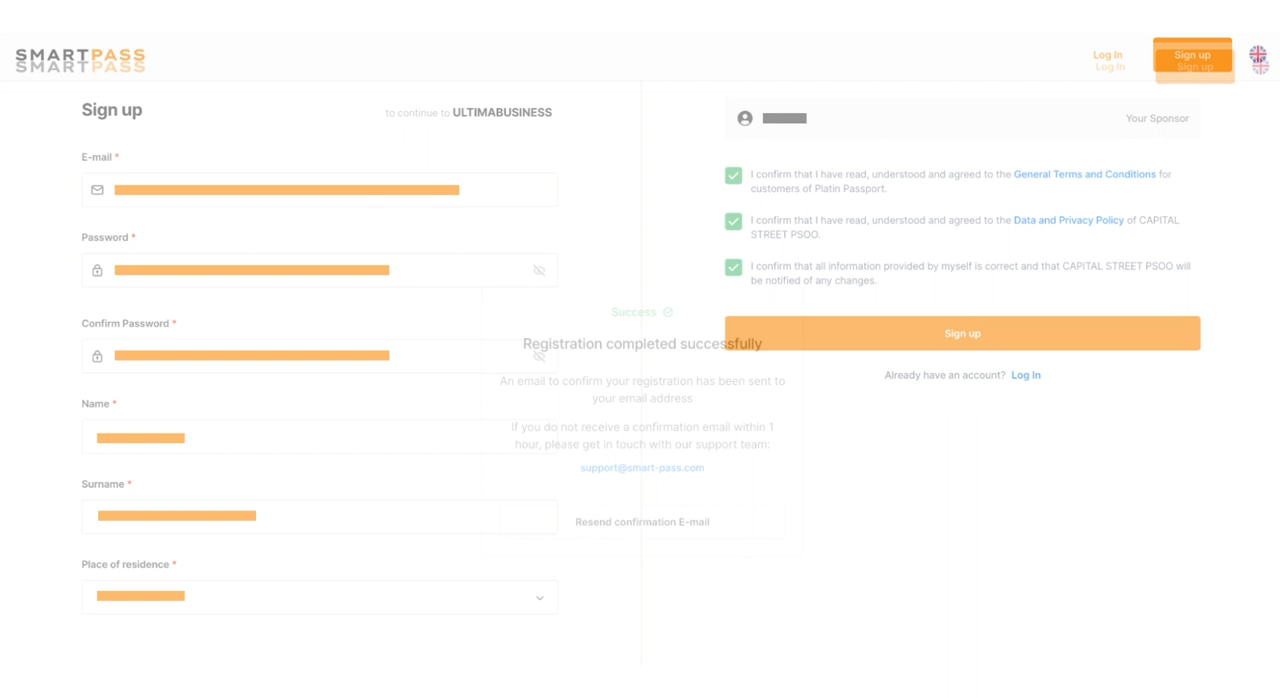 SMARTPASS
SMARTPASS
Log In
Log In
Sign up
Sign up
Sign up
to continue to ULTIMABUSINESS
E-mail *
Password *
Confirm Password *
Name *
Surname *
Place of residence *
Your Sponsor
I confirm that I have read, understood and agreed to the General Terms and Conditions for
customers of Platin Passport.
I confirm that I have read, understood and agreed to the Data and Privacy Policy of CAPITAL
STREET PSOO.
I confirm that all information provided by myself is correct and that CAPITAL STREET PSOO will
be notified of any changes.
Sign up
Already have an account? Log In
Success
Registration completed successfully
An email to confirm your registration has been sent to
your email address
If you do not receive a confirmation email within 1
hour, please get in touch with our support team:
support@smart-pass.com
Resend confirmation E-mail